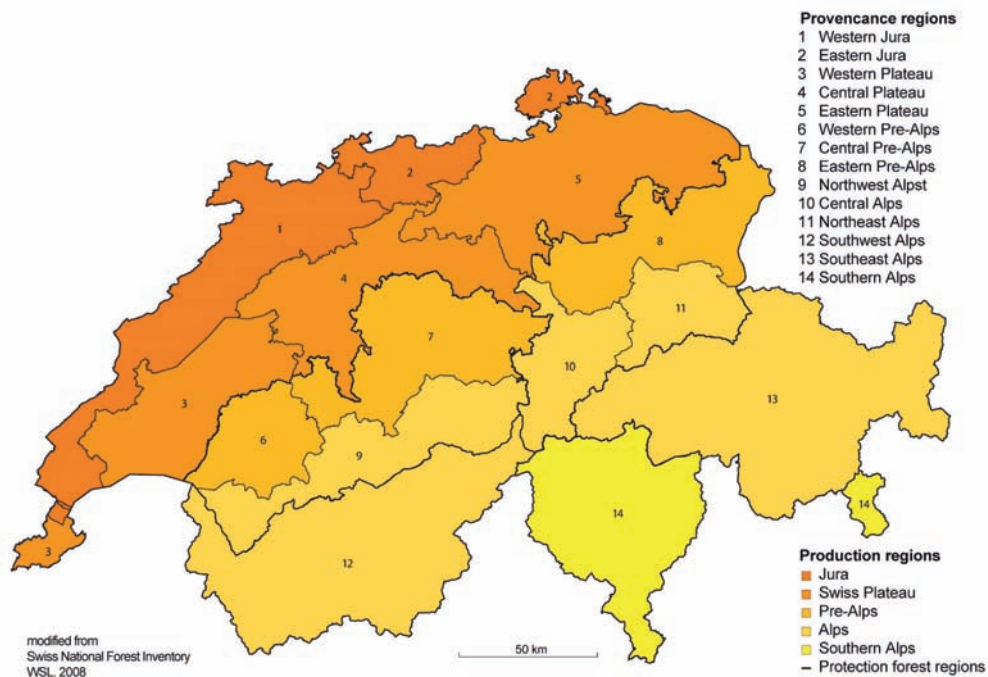 Provencance regions
1 Western Jura
2 Eastern Jura
3 Western Plateau
4 Central Plateau
5 Eastern Plateau
6 Western Pre-Alps
7 Central Pre-Alps
8 Eastern Pre-Alps
9 Northwest Alpst
10 Central Alps
11 Northeast Alps
12 Southwest Alps
13 Southeast Alps
14 Southern Alps
2
2
5
1
8
4
11
7
10
3
13
6
9
14
14
3
12
Production regions
Jura
Swiss Plateau
Pre-Alps
Alps
Southern Alps
Protection forest regions
50 km
modified from
Swiss National Forest Inventory
WSL, 2008